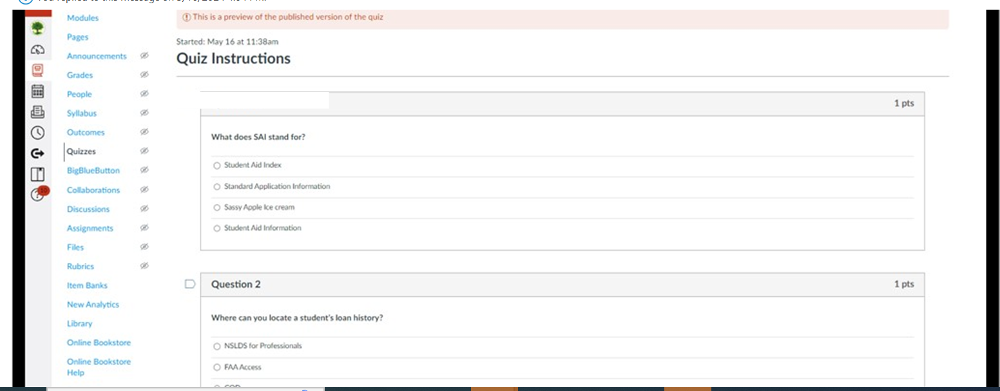 Modules
Pages
Announcements
Grades
People
Syllabus
Outcomes
Quizzes
BigBlueButton
Collaborations
Discussions
Assignments
Files
Rubrics
Item Banks
New Analytics
Library
Online Bookstore
Online Bookstore
Help
This is a preview of the published version of the quiz
Started: May 16 at 11:38am
Quiz Instructions
1 pts
What does SAI stand for?
Student Aid Index
Standard Application Information
Sassy Apple Ice cream
Student Aid Information
Question 2 1 pts
Where can you locate a student's loan history?
NSLDS for Professionals
FAA Access